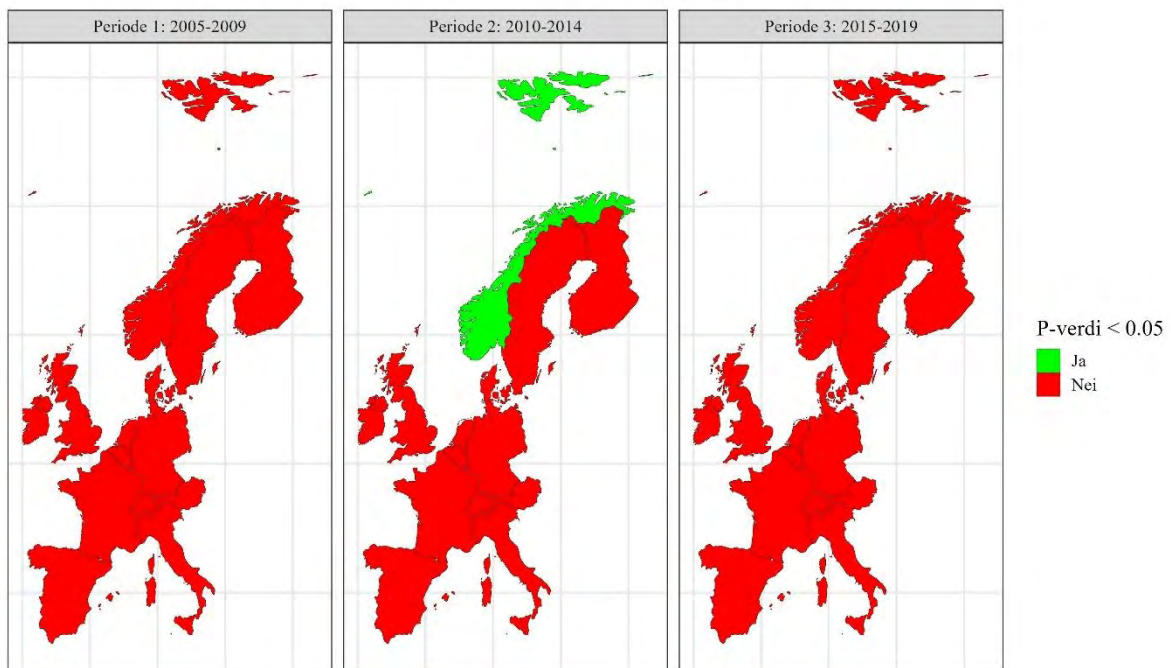 Periode 1: 2005-2009
Periode 2: 2010-2014
Periode 3: 2015-2019
P-verdi < 0.05
Ja
Nei